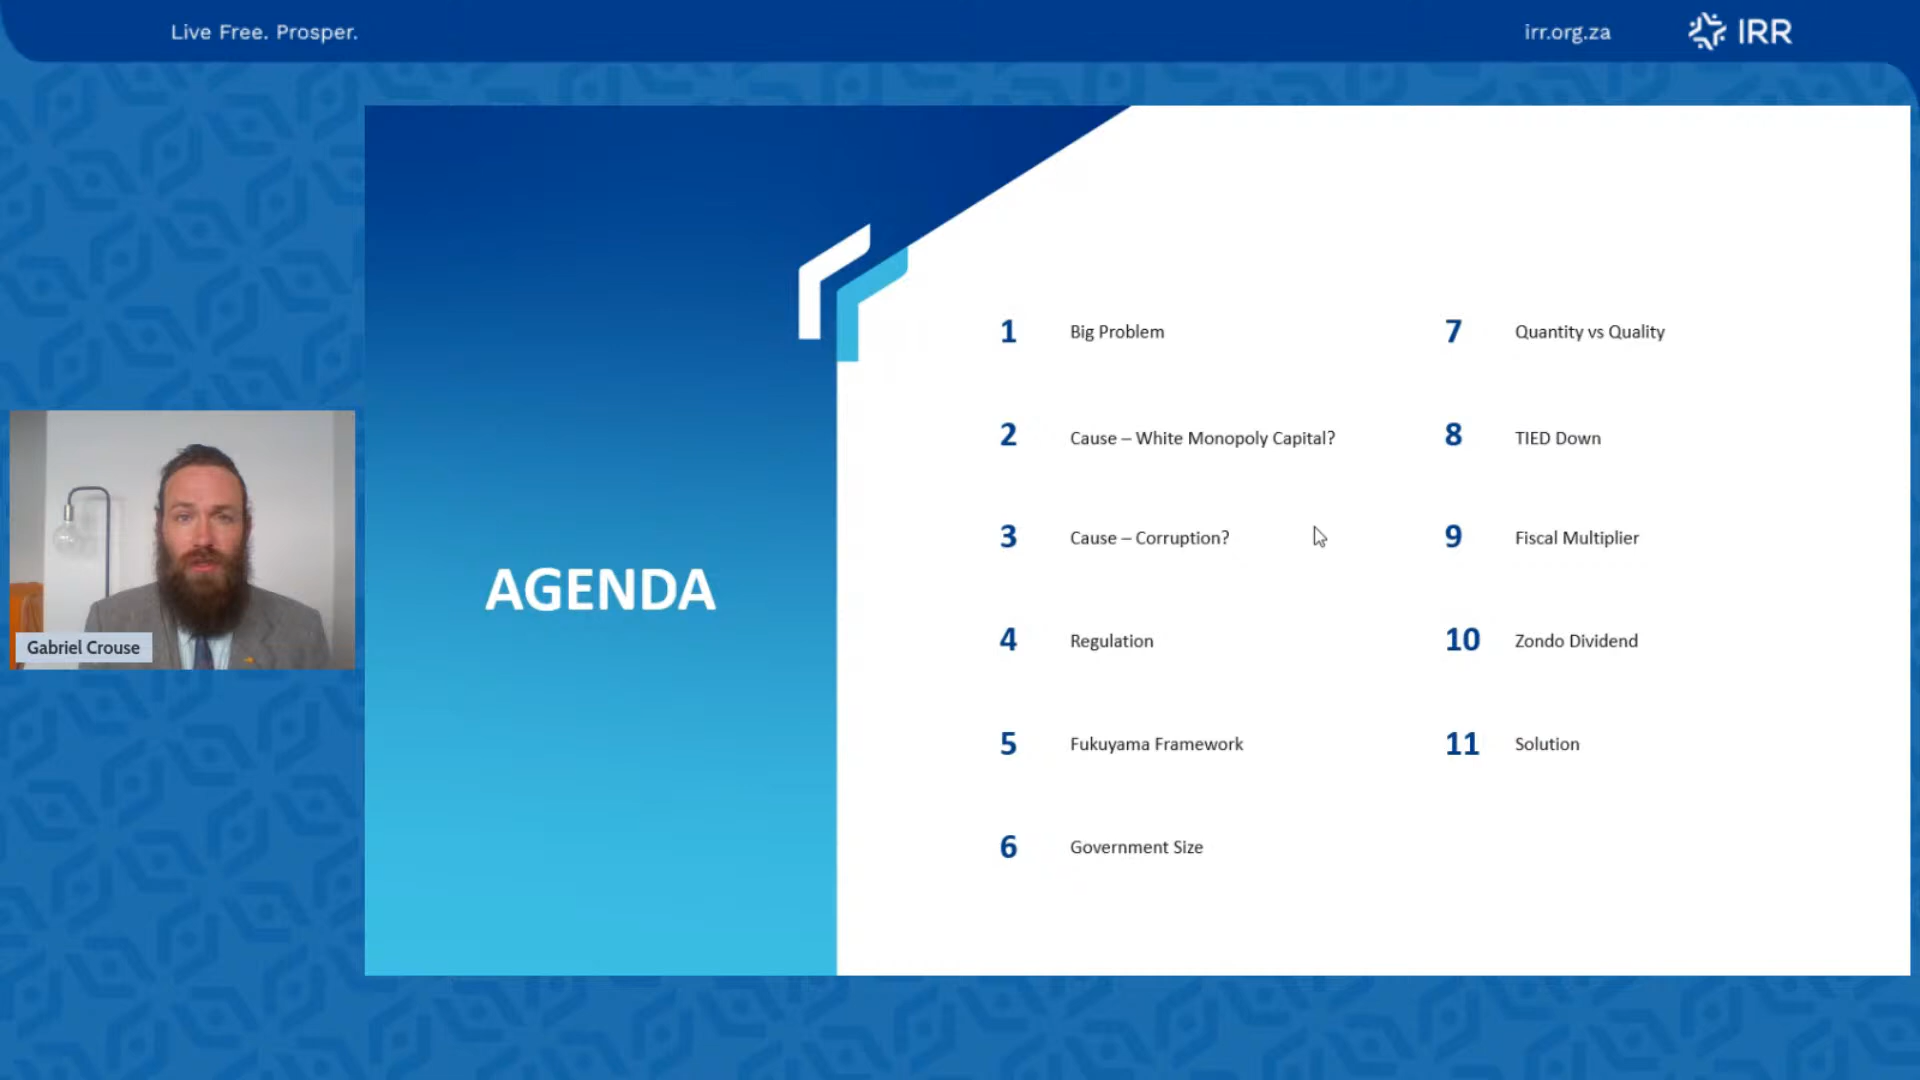 Live Free. Prosper.
irr.org.za
IRR
AGENDA
1 Big Problem
2 Cause – White Monopoly Capital?
3 Cause – Corruption?
4 Regulation
5 Fukuyama Framework
6 Government Size
7 Quantity vs Quality
8 TIED Down
9 Fiscal Multiplier
10 Zondo Dividend
11 Solution
Gabriel Crouse